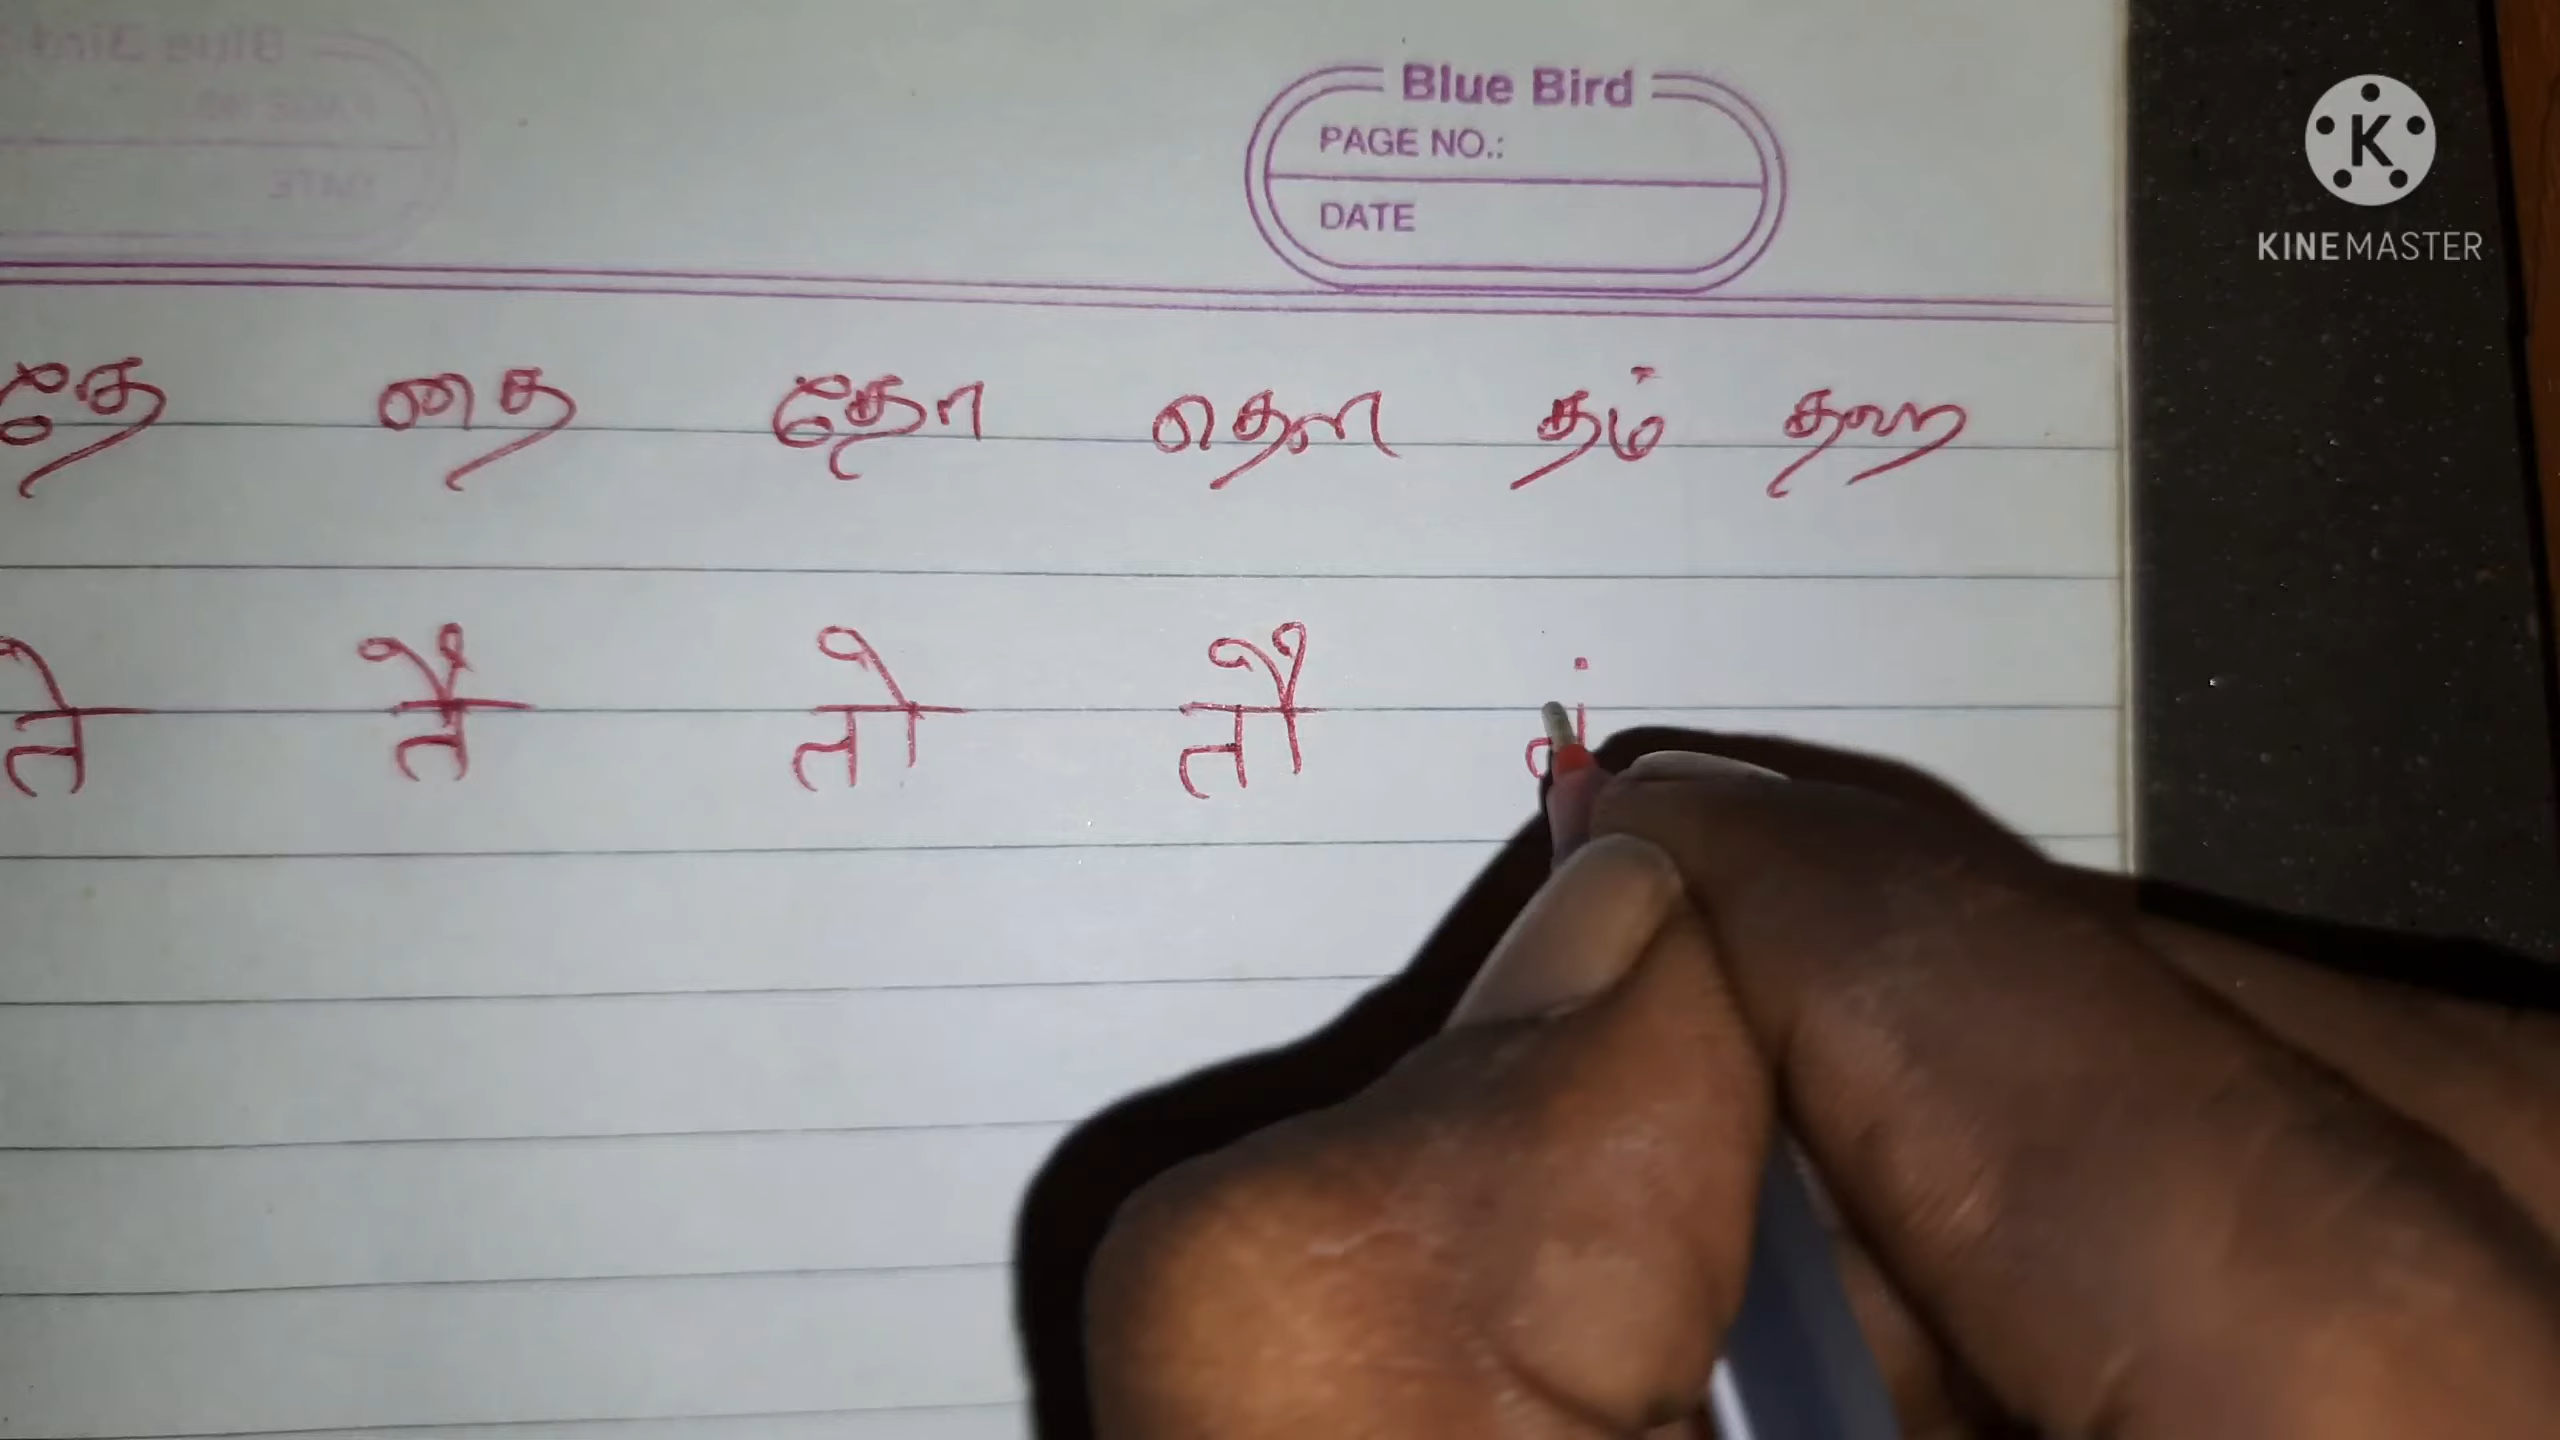 Blue Bird
PAGE NO.:
DATE
KINEMASTER
தே தை தோ தௌ தம் தஹ
ते तै तो तौ तं